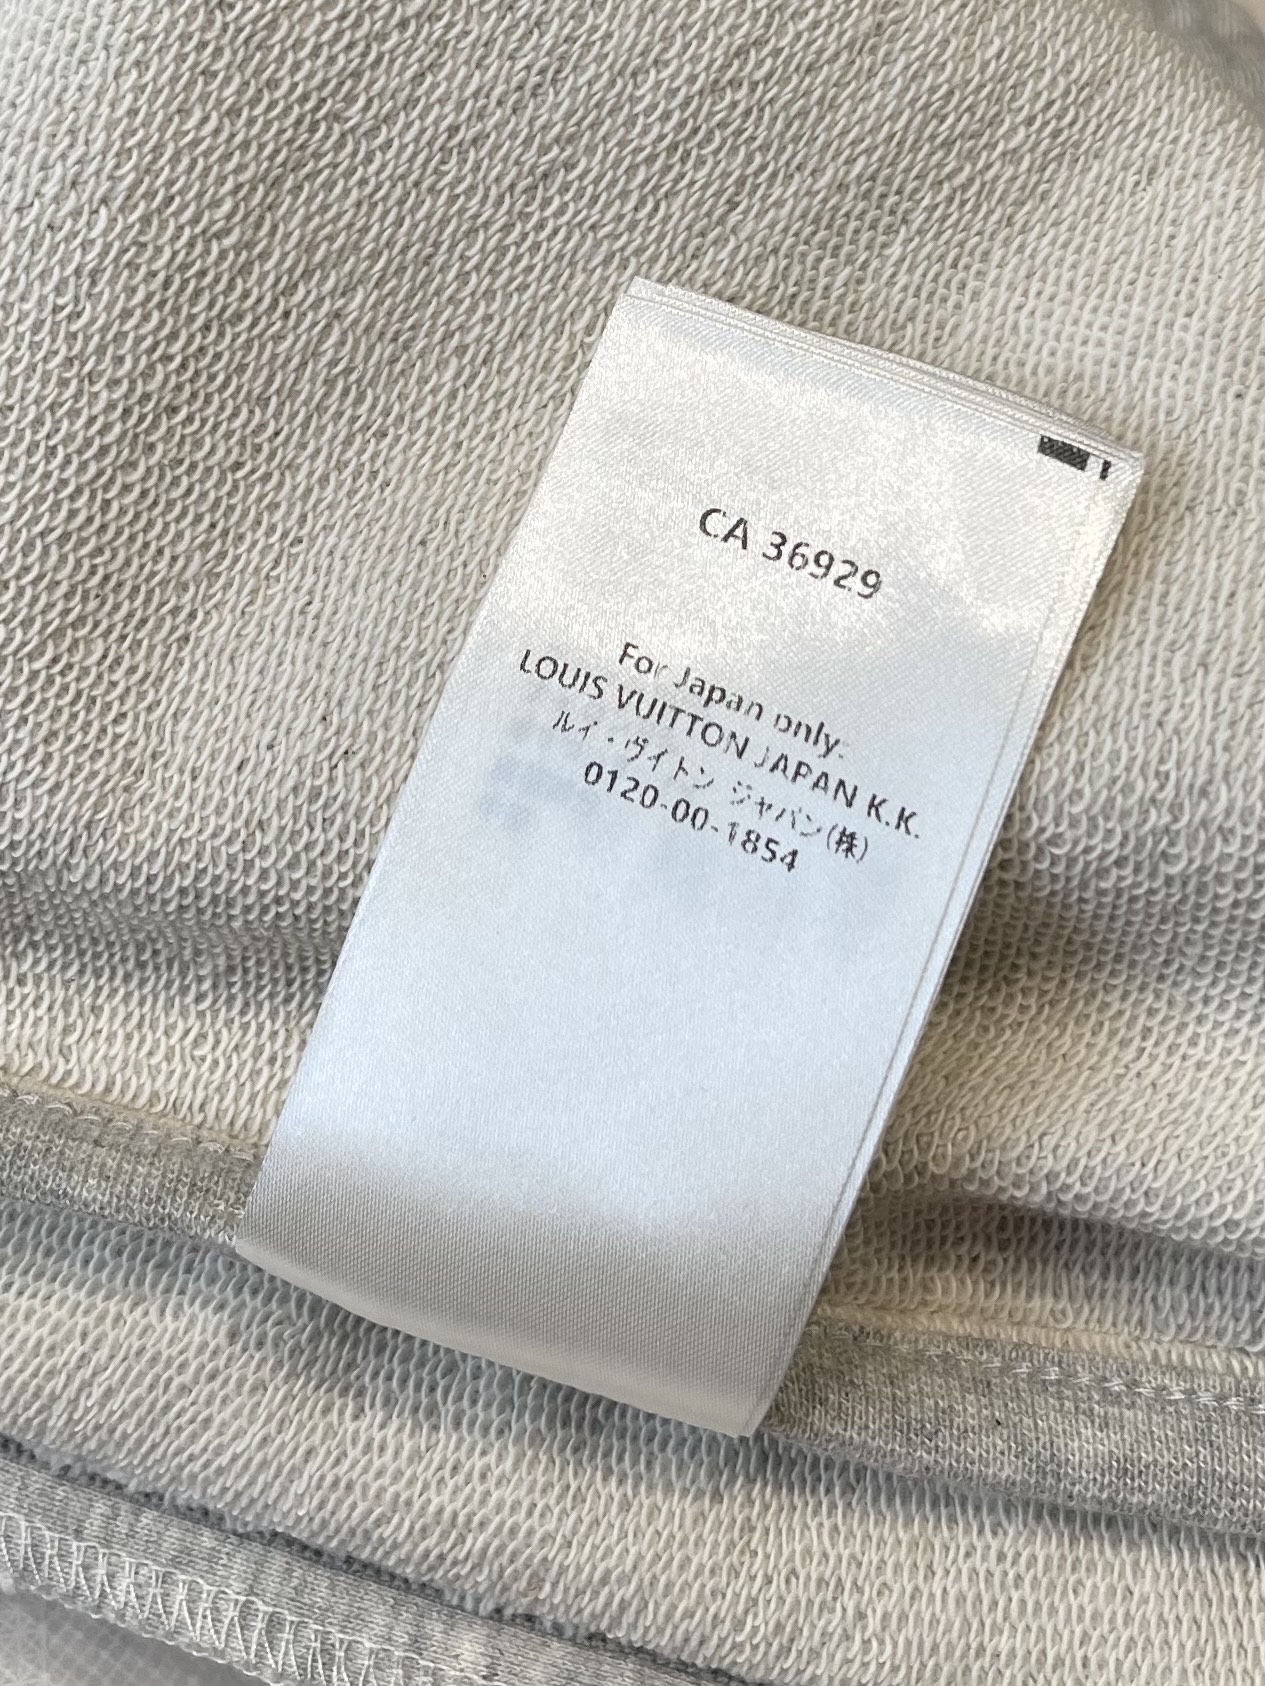 CA 36929
For Japan only:
LOUIS VUITTON JAPAN K.K.
ルイ・ヴイトン ジャパン(株)
0120-00-1854